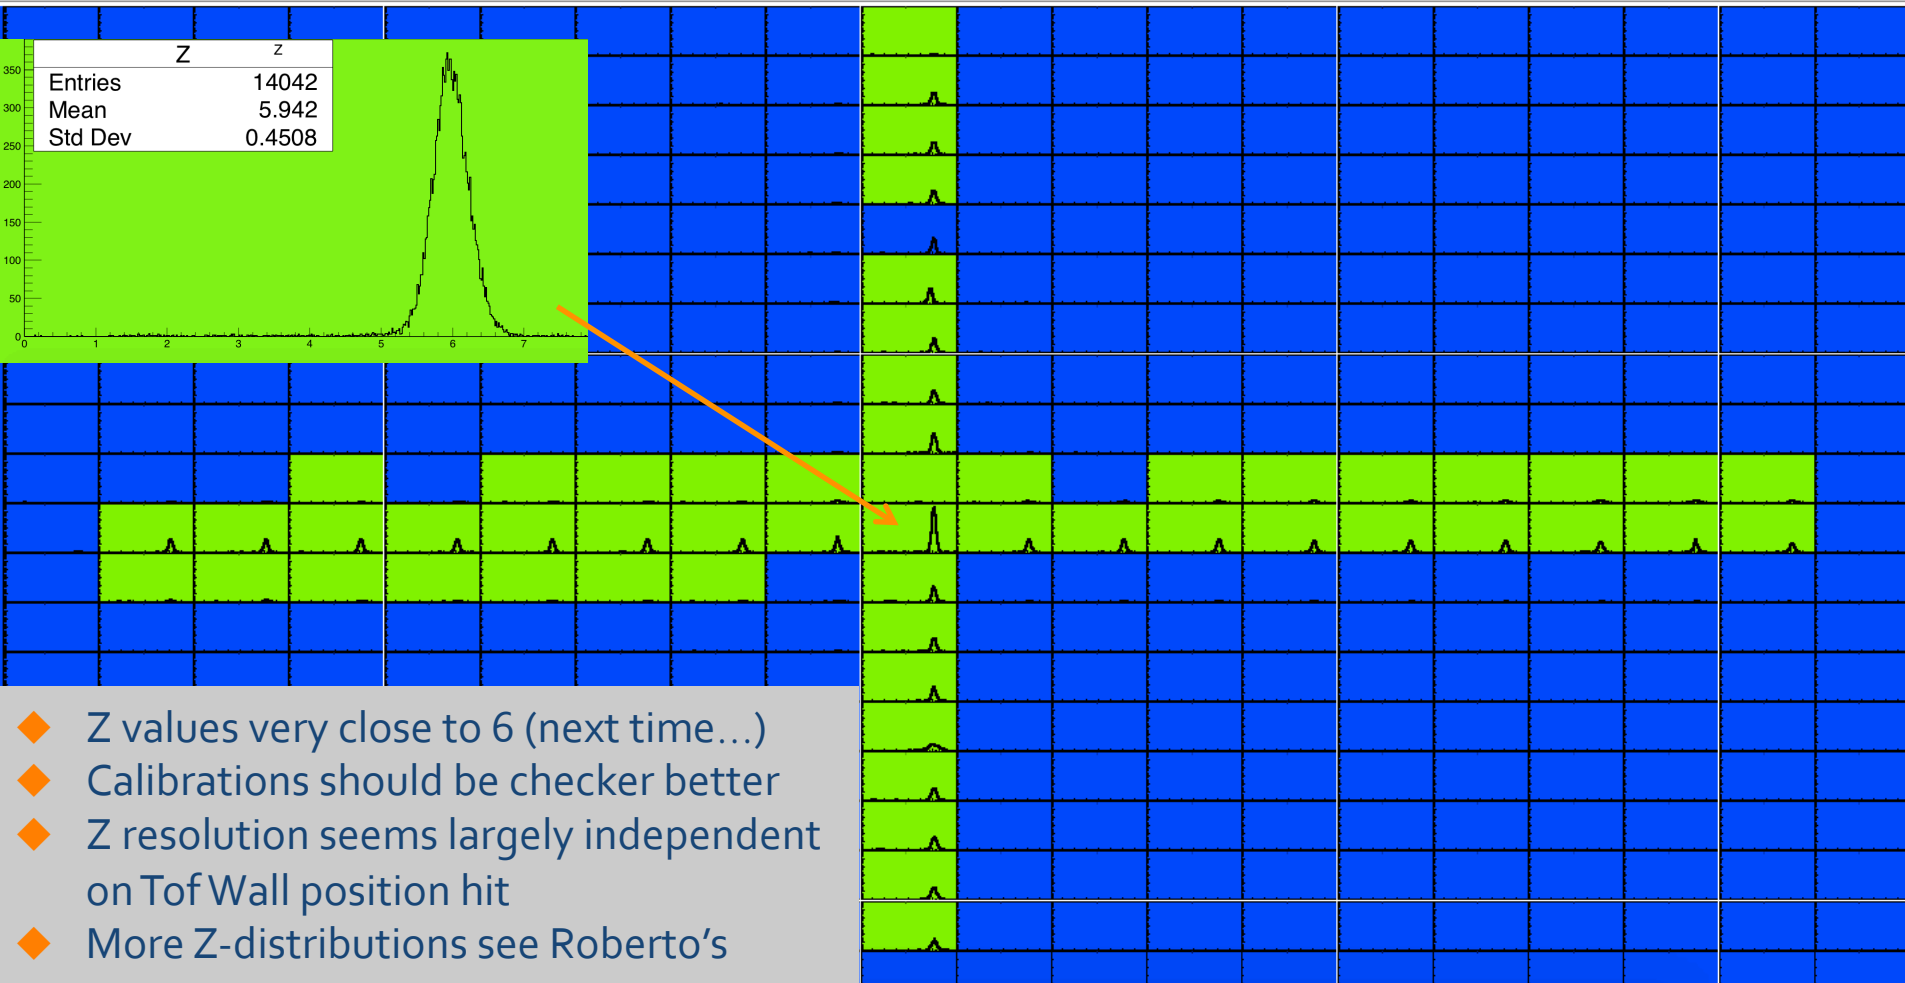 Z z
Entries 14042
Mean 5.942
Std Dev 0.4508
350
300
250
200
150
100
50
0
0 1 2 3 4 5 6 7
Z values very close to 6 (next time...)
Calibrations should be checker better
Z resolution seems largely independent
on Tof Wall position hit
More Z-distributions see Roberto’s